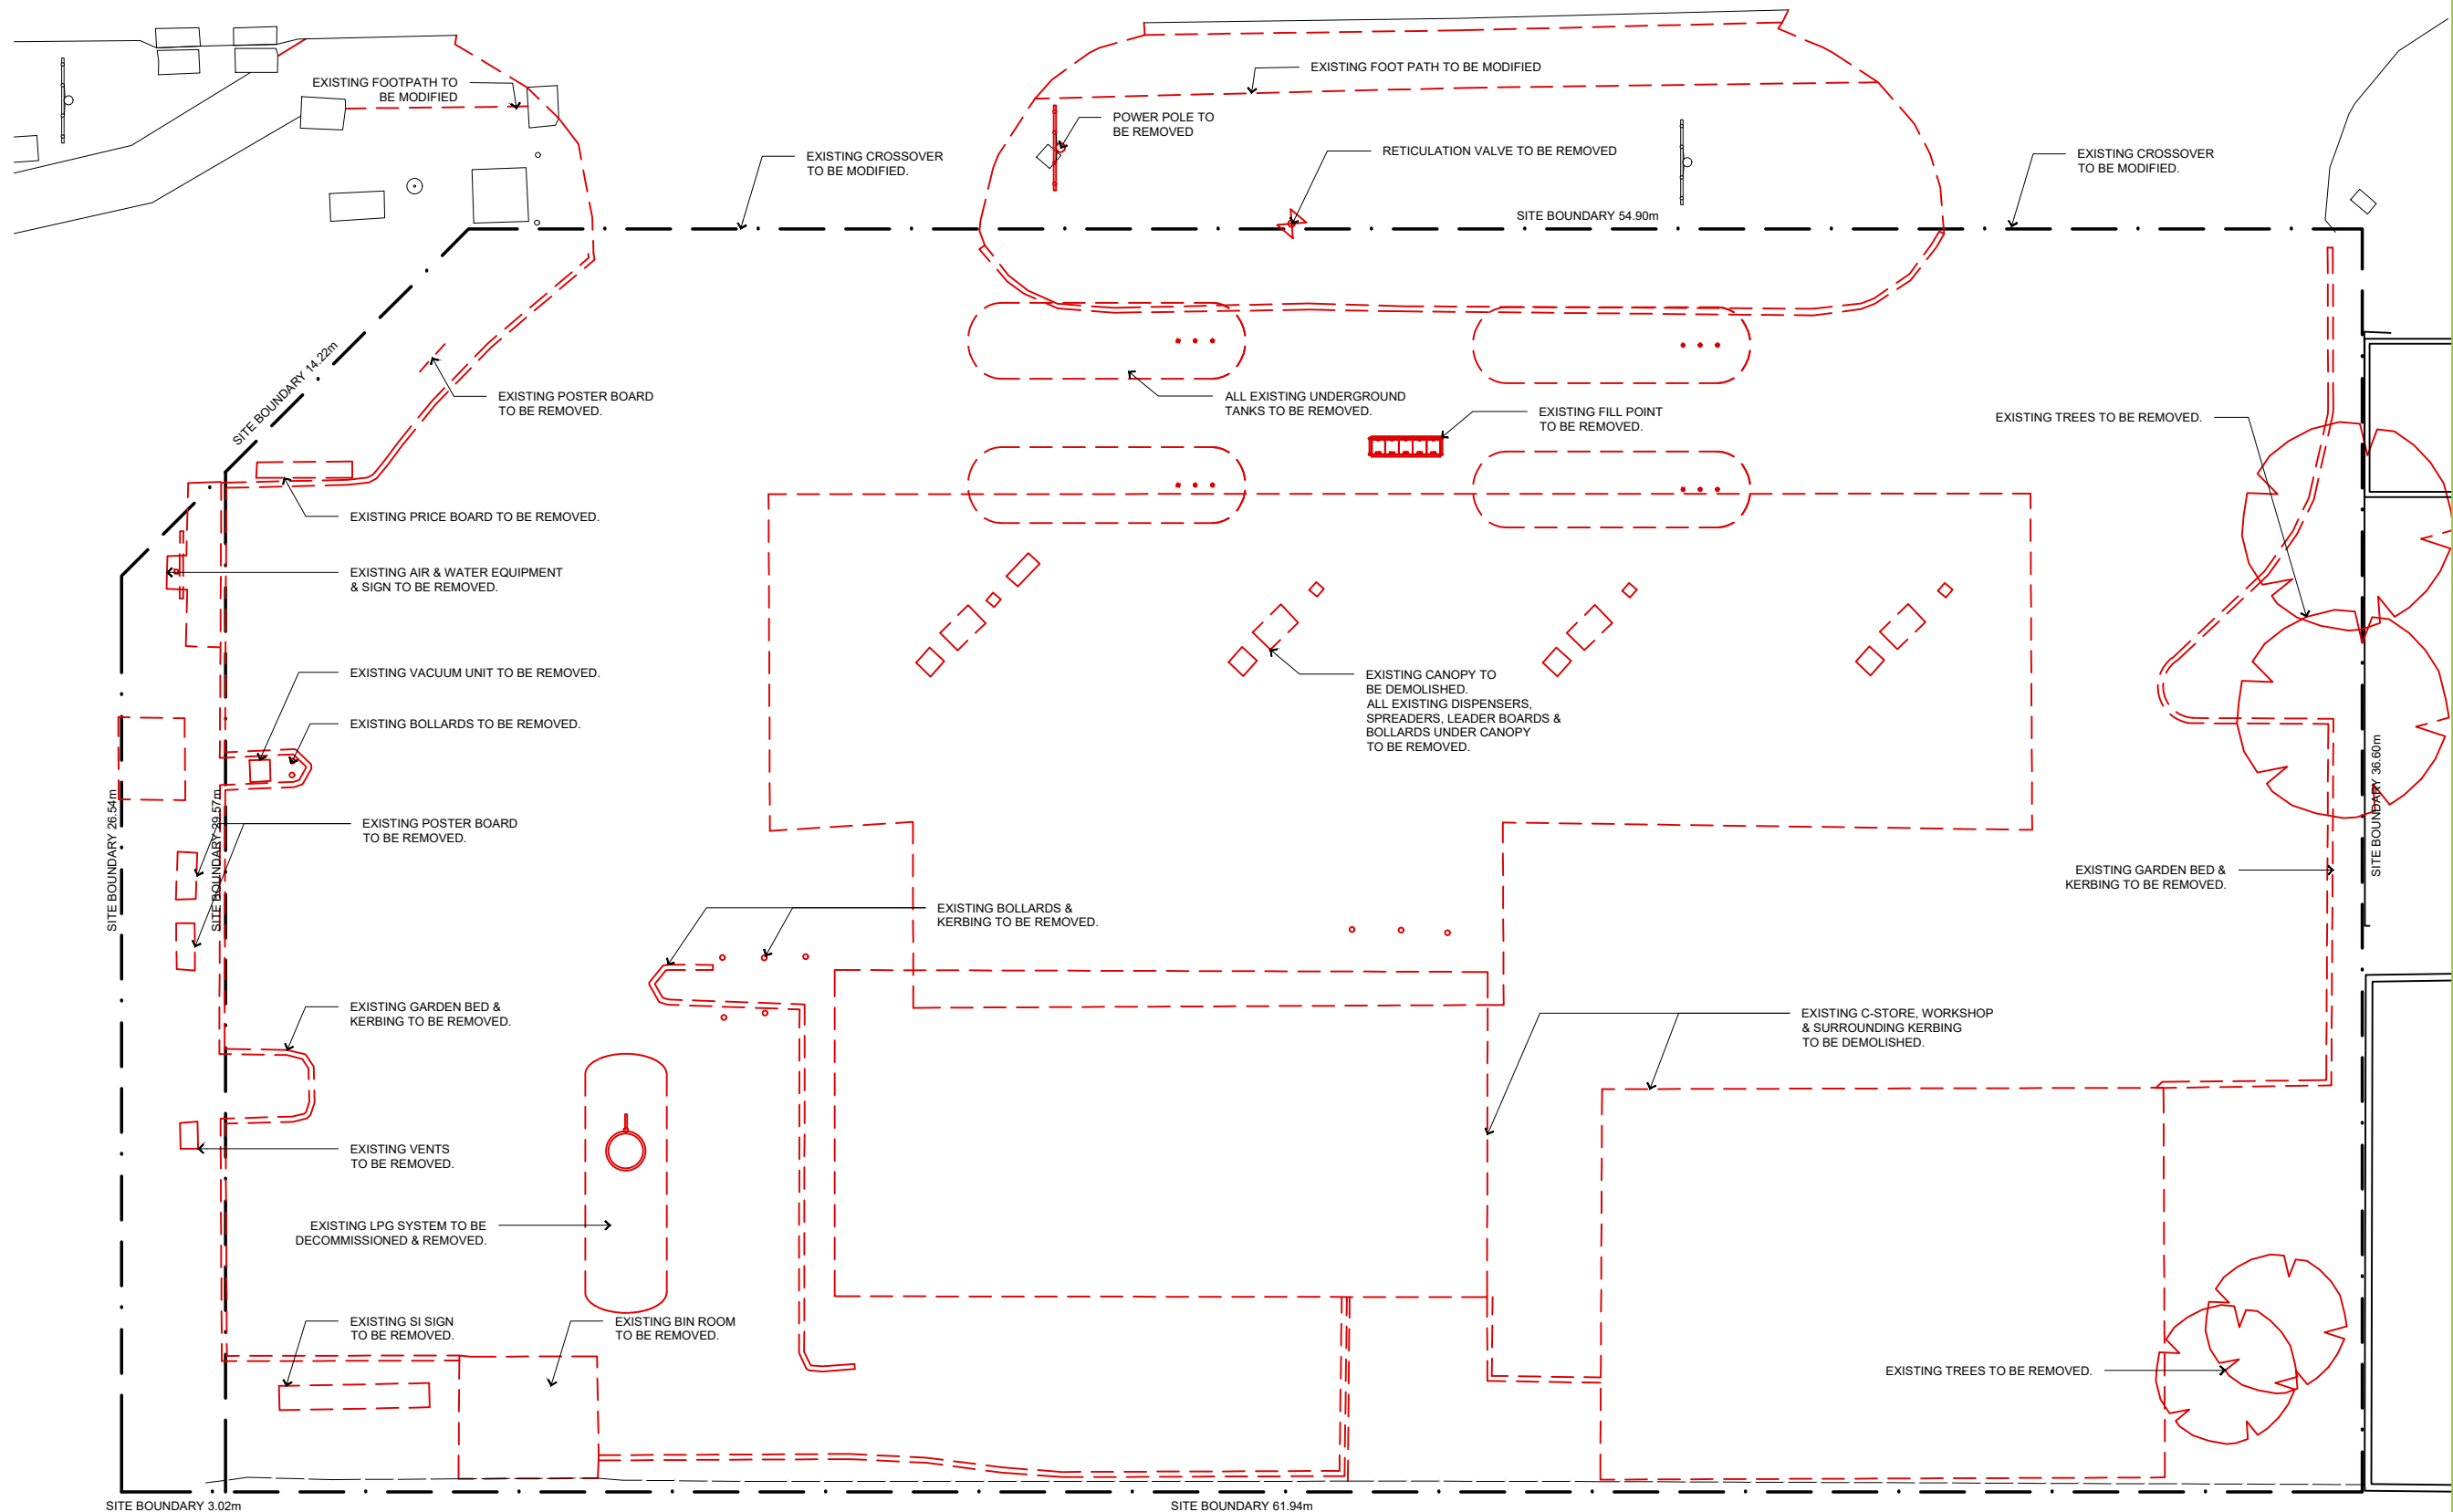 EXISTING FOOTPATH TO
BE MODIFIED
EXISTING FOOT PATH TO BE MODIFIED
POWER POLE TO
BE REMOVED
EXISTING CROSSOVER
TO BE MODIFIED.
RETICULATION VALVE TO BE REMOVED
EXISTING CROSSOVER
TO BE MODIFIED.
SITE BOUNDARY 54.90m
SITE BOUNDARY 14.22m
EXISTING POSTER BOARD
TO BE REMOVED.
ALL EXISTING UNDERGROUND
TANKS TO BE REMOVED.
EXISTING FILL POINT
TO BE REMOVED.
EXISTING TREES TO BE REMOVED.
EXISTING PRICE BOARD TO BE REMOVED.
EXISTING AIR & WATER EQUIPMENT
& SIGN TO BE REMOVED.
EXISTING VACUUM UNIT TO BE REMOVED.
EXISTING CANOPY TO
BE DEMOLISHED.
ALL EXISTING DISPENSERS,
SPREADERS, LEADER BOARDS &
BOLLARDS UNDER CANOPY
TO BE REMOVED.
EXISTING BOLLARDS TO BE REMOVED.
SITE BOUNDARY 26.54m
SITE BOUNDARY 29.57m
SITE BOUNDARY 36.60m
EXISTING POSTER BOARD
TO BE REMOVED.
EXISTING GARDEN BED &
KERBING TO BE REMOVED.
EXISTING BOLLARDS &
KERBING TO BE REMOVED.
EXISTING GARDEN BED &
KERBING TO BE REMOVED.
EXISTING C-STORE, WORKSHOP
& SURROUNDING KERBING
TO BE DEMOLISHED.
EXISTING VENTS
TO BE REMOVED.
EXISTING LPG SYSTEM TO BE
DECOMMISSIONED & REMOVED.
EXISTING SI SIGN
TO BE REMOVED.
EXISTING BIN ROOM
TO BE REMOVED.
EXISTING TREES TO BE REMOVED.
SITE BOUNDARY 3.02m
SITE BOUNDARY 61.94m